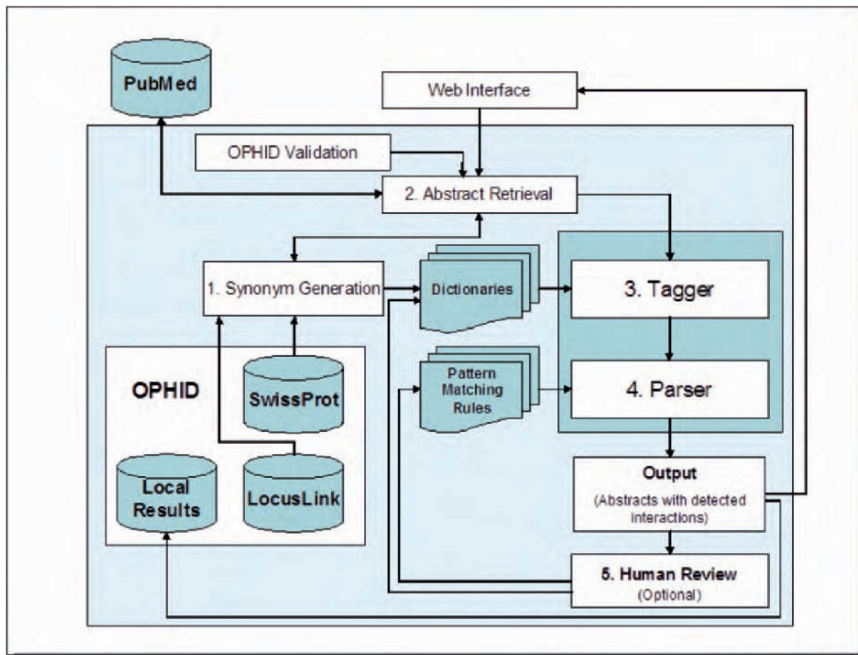 PubMed
Web Interface
OPHID Validation
2. Abstract Retrieval
1. Synonym Generation
Dictionaries
3. Tagger
OPHID
SwissProt
Pattern
Matching
Rules
4. Parser
Local
Results
LocusLink
Output
(Abstracts with detected
interactions)
5. Human Review
(Optional)